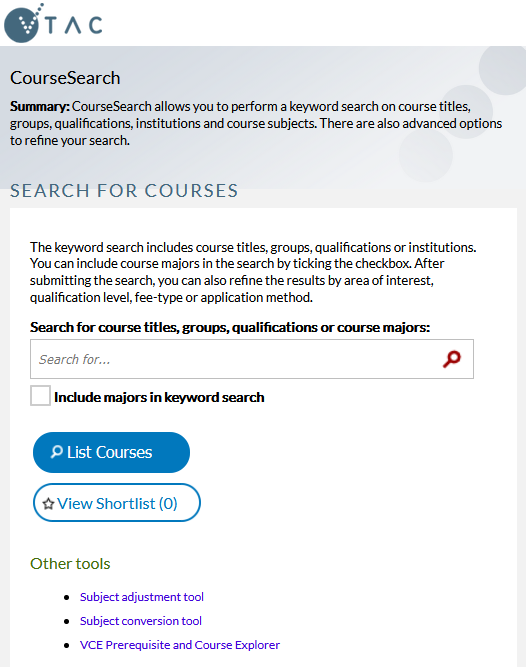 VTAC
CourseSearch
Summary: CourseSearch allows you to perform a keyword search on course titles,
groups, qualifications, institutions and course subjects. There are also advanced options
to refine your search.
SEARCH FOR COURSES
The keyword search includes course titles, groups, qualifications or institutions.
You can include course majors in the search by ticking the checkbox. After
submitting the search, you can also refine the results by area of interest,
qualification level, fee-type or application method.
Search for course titles, groups, qualifications or course majors:
Search for...
Include majors in keyword search
List Courses
View Shortlist (0)
Other tools
Subject adjustment tool
Subject conversion tool
VCE Prerequisite and Course Explorer